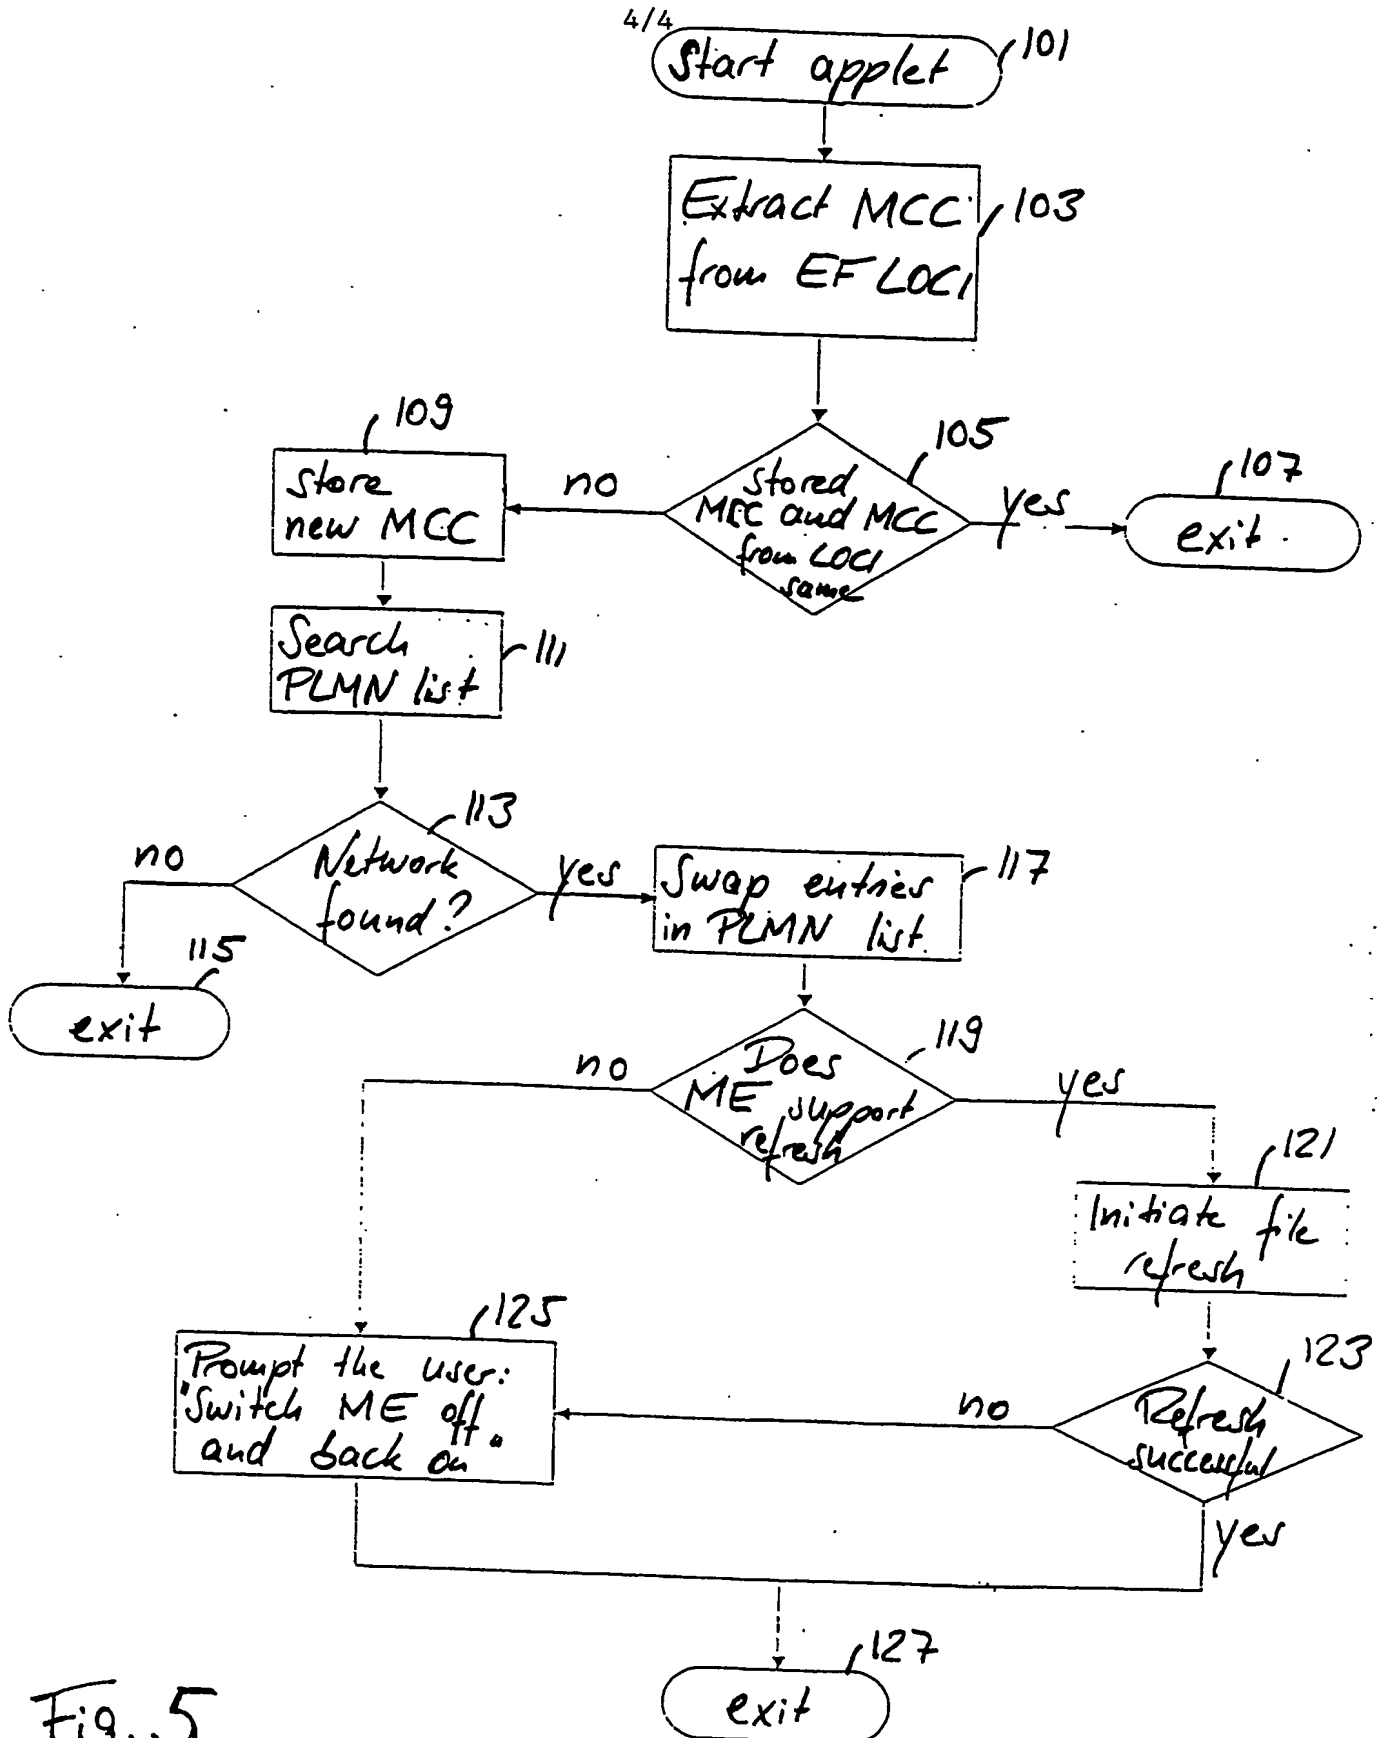 4/4
Start applet
101
Extract MCC
from EF LOCI
103
109
105
107
store
new MCC
no
stored
MCC and MCC
from LOCI
same
yes
exit
Search
PLMN list
111
113
no
Network
found?
yes
Swap entries
in PLMN list
117
115
exit
119
no
Does
ME support
refresh
yes
121
Initiate file
refresh
125
Prompt the user:
"Switch ME off
and back on"
123
no
Refresh
successful
yes
127
exit
Fig. 5